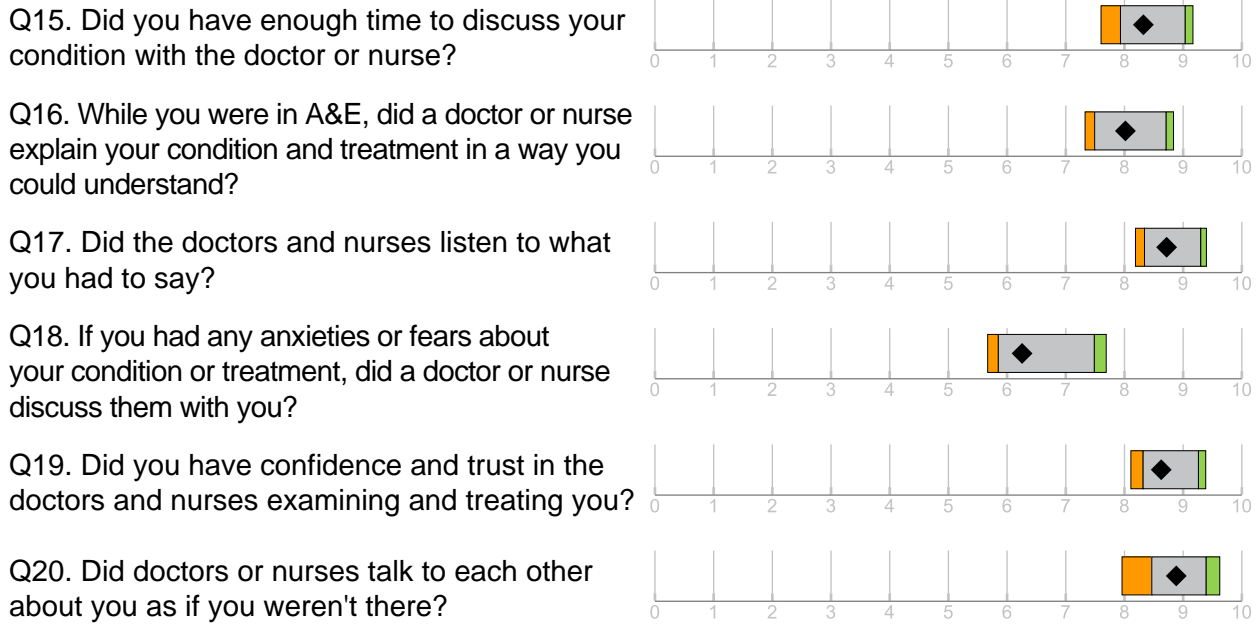 Q15. Did you have enough time to discuss your
condition with the doctor or nurse?
0 1 2 3 4 5 6 7 8 9 10
Q16. While you were in A&E, did a doctor or nurse
explain your condition and treatment in a way you
could understand?
0 1 2 3 4 5 6 7 8 9 10
Q17. Did the doctors and nurses listen to what
you had to say?
0 1 2 3 4 5 6 7 8 9 10
Q18. If you had any anxieties or fears about
your condition or treatment, did a doctor or nurse
discuss them with you?
0 1 2 3 4 5 6 7 8 9 10
Q19. Did you have confidence and trust in the
doctors and nurses examining and treating you?
0 1 2 3 4 5 6 7 8 9 10
Q20. Did doctors or nurses talk to each other
about you as if you weren't there?
0 1 2 3 4 5 6 7 8 9 10